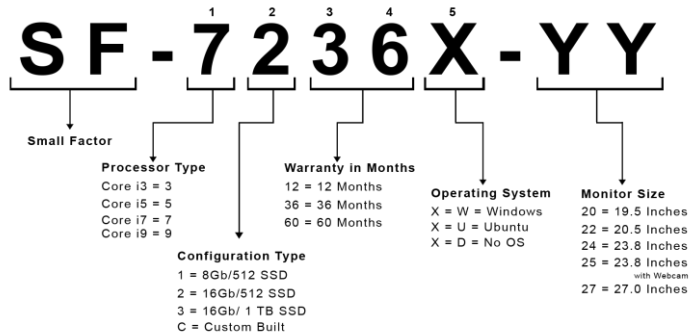 1 2 3 4 5
SF-7236X-YY
Small Factor
Processor Type
Core i3 = 3
Core i5 = 5
Core i7 = 7
Core i9 = 9
Configuration Type
1 = 8Gb/512 SSD
2 = 16Gb/512 SSD
3 = 16Gb/ 1 TB SSD
C = Custom Built
Warranty in Months
12 = 12 Months
36 = 36 Months
60 = 60 Months
Operating System
X = W = Windows
X = U = Ubuntu
X = D = No OS
Monitor Size
20 = 19.5 Inches
22 = 20.5 Inches
24 = 23.8 Inches
25 = 23.8 Inches
with Webcam
27 = 27.0 Inches